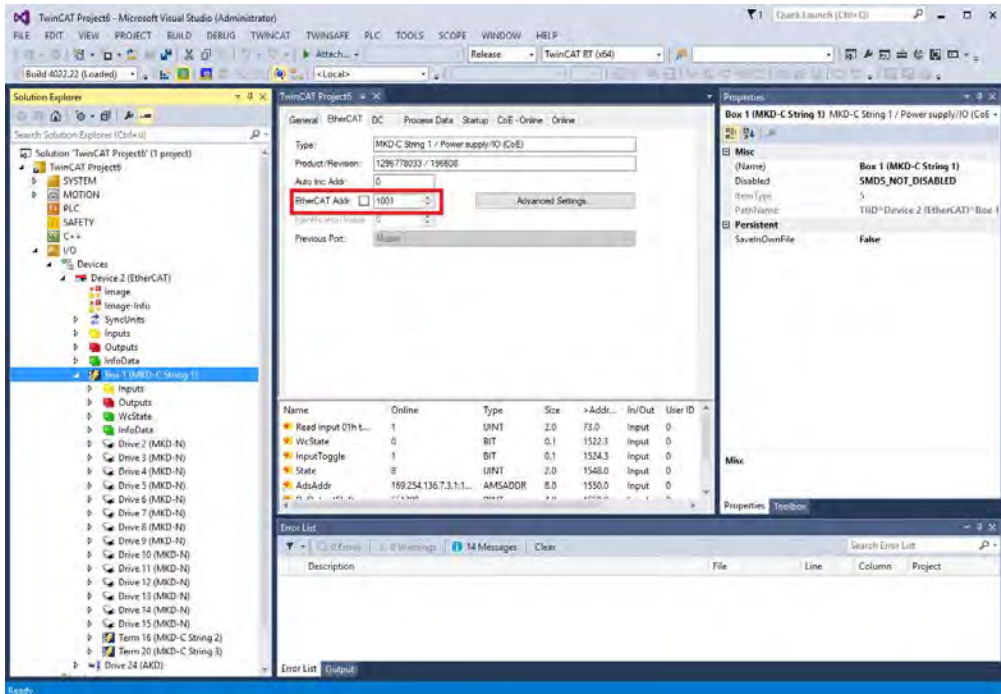 TwinCAT Project6 - Microsoft Visual Studio (Administrator)
1
Quick Launch (Ctrl+Q)
FILE EDIT VIEW PROJECT BUILD DEBUG TWINCAT TWINSAFE PLC TOOLS SCOPE WINDOW HELP
Attach...
Release
TwinCAT RT (x64)
Build 4022.22 (Loaded)
<Local>
Solution Explorer
Search Solution Explorer (Ctrl+ü)
Solution 'TwinCAT Project6' (1 project)
TwinCAT Project6
SYSTEM
MOTION
PLC
SAFETY
C++
I/O
Devices
Device 2 (EtherCAT)
Image
Image-Info
SyncUnits
Inputs
Outputs
InfoData
Box 1 (MKD-C String 1)
Inputs
Outputs
WcState
InfoData
Drive 2 (MKD-N)
Drive 3 (MKD-N)
Drive 4 (MKD-N)
Drive 5 (MKD-N)
Drive 6 (MKD-N)
Drive 7 (MKD-N)
Drive 8 (MKD-N)
Drive 9 (MKD-N)
Drive 10 (MKD-N)
Drive 11 (MKD-N)
Drive 12 (MKD-N)
Drive 13 (MKD-N)
Drive 14 (MKD-N)
Drive 15 (MKD-N)
Term 16 (MKD-C String 2)
Term 20 (MKD-C String 3)
Drive 24 (AKD)
TwinCAT Project6
General EtherCAT DC Process Data Startup CoE - Online Online
Type: MKD-C String 1 / Power supply/IO (CoE)
Product/Revision: 1296778033 / 196608
Auto Inc Addr: 0
EtherCAT Addr: 1001 Advanced Settings...
Identification Value 0
Previous Port: Master
Name Online Type Size >Addr... In/Out User ID
Read input 01h t... 1 UINT 2.0 73.0 Input 0
WcState 0 BIT 0.1 1522.3 Input 0
InputToggle 1 BIT 0.1 1524.3 Input 0
State 8 UINT 2.0 1548.0 Input 0
AdsAddr 169.254.136.7.3.1:1... AMSADDR 8.0 1550.0 Input 0
Error List
0 Errors 0 Warnings 14 Messages Clear
Search Error List
Description File Line Column Project
Error List Output
Properties
Box 1 (MKD-C String 1) MKD-C String 1 / Power supply/IO (CoE
Misc
(Name) Box 1 (MKD-C String 1)
Disabled SMDS_NOT_DISABLED
ItemType 5
PathName TIID^Device 2 (EtherCAT)^Box 1
Persistent
SaveInOwnFile False
Misc
Properties Toolbox
Ready